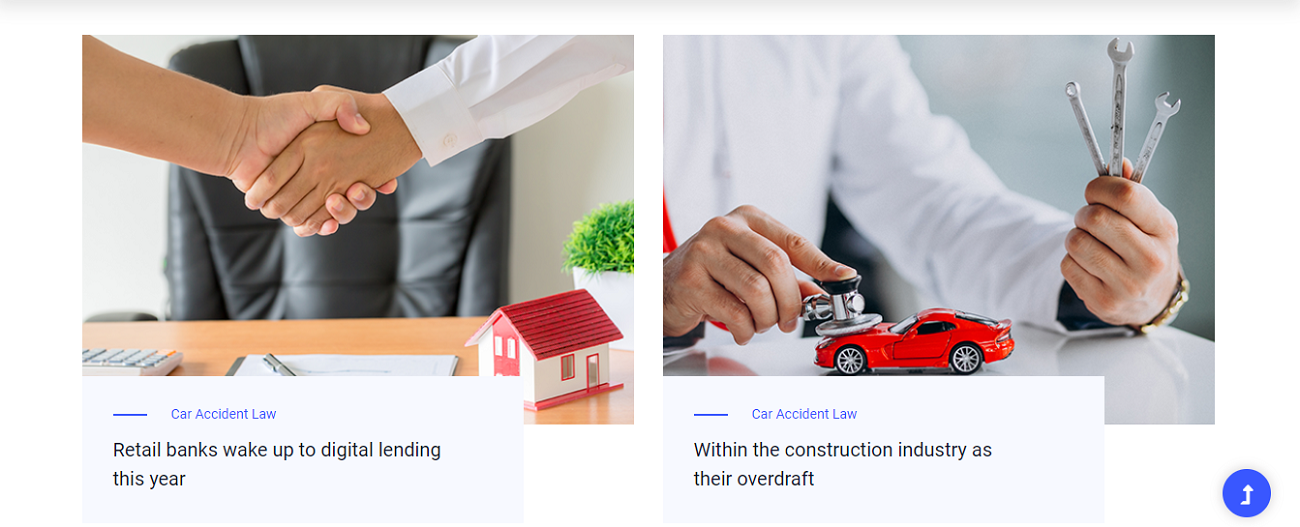 Car Accident Law
Retail banks wake up to digital lending
this year
Car Accident Law
Within the construction industry as
their overdraft